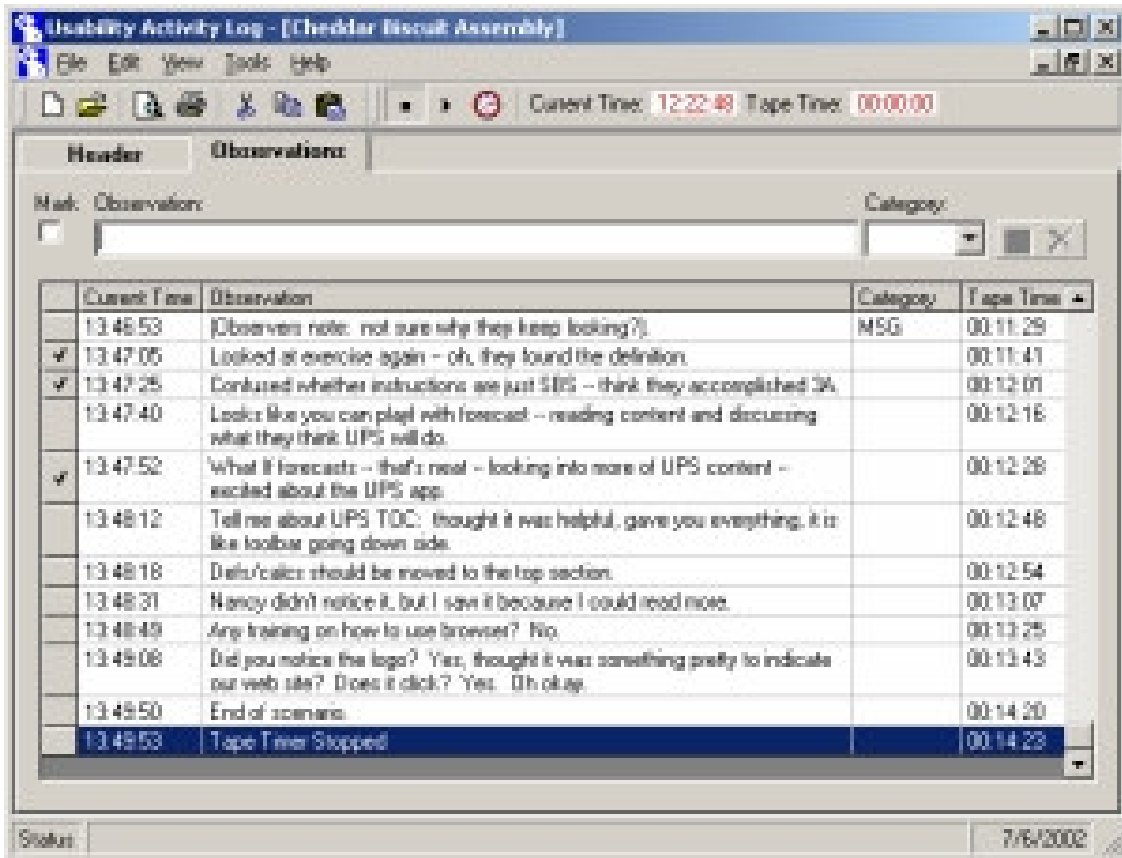 Usability Activity Log - [Cheddar Biscuit Assembly]
File Edit View Tools Help
Current Time: 12:22:48 Tape Time: 00:00:00
Header Observations
Mark: Observation: Category:
Current Time Observation Category Tape Time
13:46:53 (Observers note: not sure why they keep looking?). MSG 00:11:29
13:47:05 Looked at exercise again -- oh, they found the definition. 00:11:41
13:47:25 Confused whether instructions are just SBS -- think they accomplished 3A. 00:12:01
13:47:40 Looks like you can play with forecast -- reading content and discussing 00:12:16
what they think UPS will do.
13:47:52 'What If forecasts -- that's neat -- looking into more of UPS content -- 00:12:28
excited about the UPS app.
13:48:12 Tell me about UPS TOC: thought it was helpful, gave you everything, it is 00:12:48
like toolbar going down side.
13:48:18 Defs/calcs should be moved to the top section. 00:12:54
13:48:31 Nancy didn't notice it, but I saw it because I could read more. 00:13:07
13:48:49 Any training on how to use browser? No. 00:13:25
13:49:08 Did you notice the logo? Yes, thought it was something pretty to indicate 00:13:43
our web site? Does it click? Yes. Oh okay.
13:49:50 End of scenario. 00:14:20
13:49:53 Tape Timer Stopped 00:14:23
Status 7/6/2002